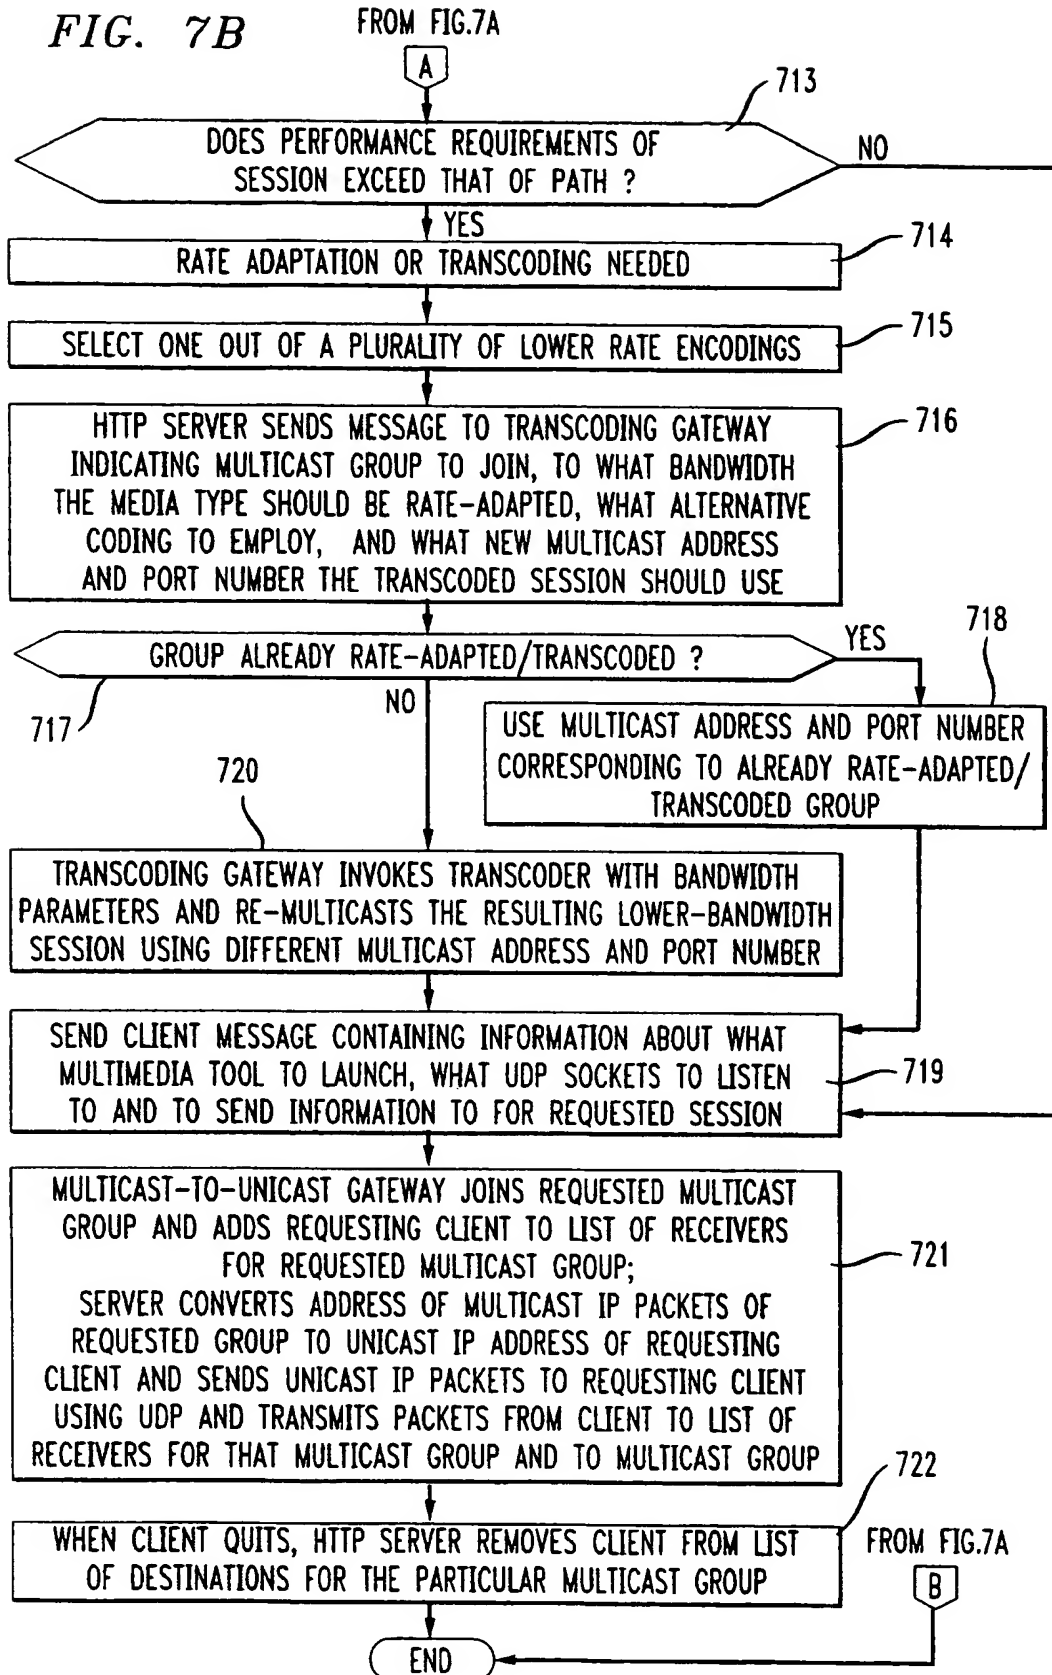 FIG. 7B
FROM FIG.7A
A
713
DOES PERFORMANCE REQUIREMENTS OF
SESSION EXCEED THAT OF PATH ?
NO
YES
714
RATE ADAPTATION OR TRANSCODING NEEDED
715
SELECT ONE OUT OF A PLURALITY OF LOWER RATE ENCODINGS
716
HTTP SERVER SENDS MESSAGE TO TRANSCODING GATEWAY
INDICATING MULTICAST GROUP TO JOIN, TO WHAT BANDWIDTH
THE MEDIA TYPE SHOULD BE RATE-ADAPTED, WHAT ALTERNATIVE
CODING TO EMPLOY, AND WHAT NEW MULTICAST ADDRESS
AND PORT NUMBER THE TRANSCODED SESSION SHOULD USE
GROUP ALREADY RATE-ADAPTED/TRANSCODED ?
YES
718
NO
717
USE MULTICAST ADDRESS AND PORT NUMBER
CORRESPONDING TO ALREADY RATE-ADAPTED/
TRANSCODED GROUP
720
TRANSCODING GATEWAY INVOKES TRANSCODER WITH BANDWIDTH
PARAMETERS AND RE-MULTICASTS THE RESULTING LOWER-BANDWIDTH
SESSION USING DIFFERENT MULTICAST ADDRESS AND PORT NUMBER
SEND CLIENT MESSAGE CONTAINING INFORMATION ABOUT WHAT
MULTIMEDIA TOOL TO LAUNCH, WHAT UDP SOCKETS TO LISTEN
TO AND TO SEND INFORMATION TO FOR REQUESTED SESSION
719
MULTICAST-TO-UNICAST GATEWAY JOINS REQUESTED MULTICAST
GROUP AND ADDS REQUESTING CLIENT TO LIST OF RECEIVERS
FOR REQUESTED MULTICAST GROUP;
SERVER CONVERTS ADDRESS OF MULTICAST IP PACKETS OF
REQUESTED GROUP TO UNICAST IP ADDRESS OF REQUESTING
CLIENT AND SENDS UNICAST IP PACKETS TO REQUESTING CLIENT
USING UDP AND TRANSMITS PACKETS FROM CLIENT TO LIST OF
RECEIVERS FOR THAT MULTICAST GROUP AND TO MULTICAST GROUP
721
722
WHEN CLIENT QUITS, HTTP SERVER REMOVES CLIENT FROM LIST
OF DESTINATIONS FOR THE PARTICULAR MULTICAST GROUP
FROM FIG.7A
B
END